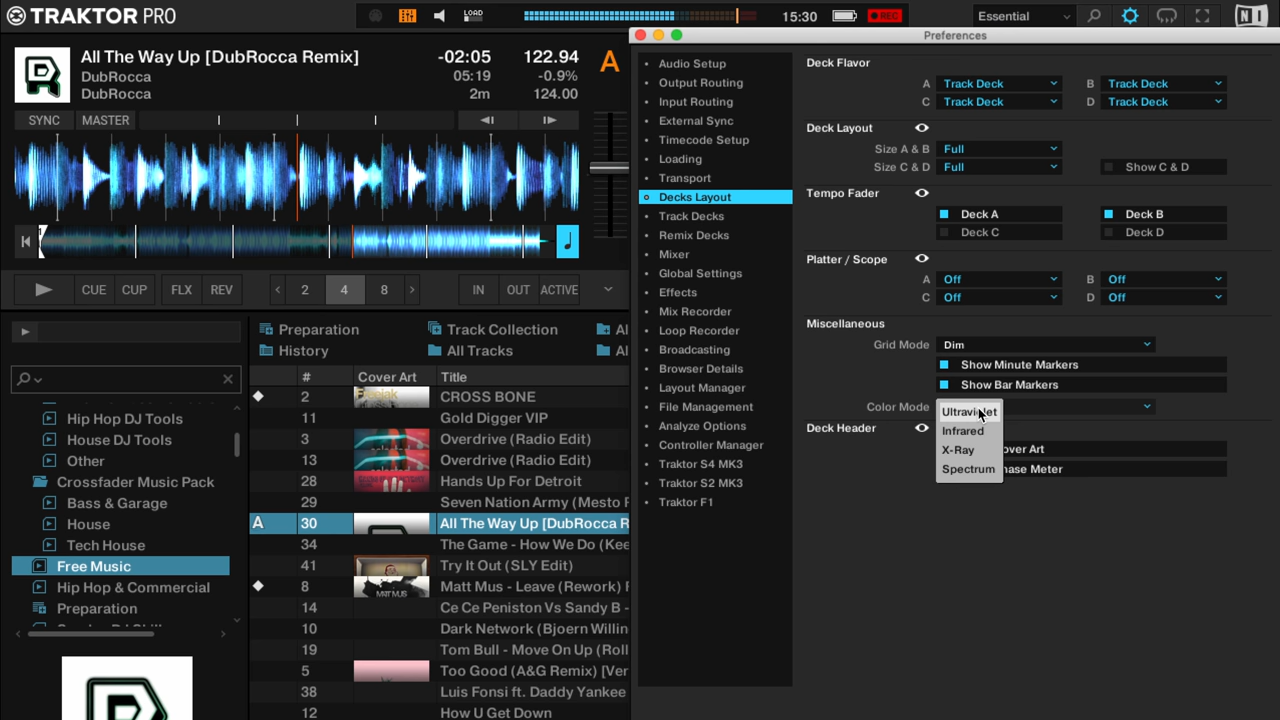 TRAKTOR PRO
LOAD
15:30
REC
Essential
NI
All The Way Up [DubRocca Remix]
DubRocca
DubRocca
-02:05
05:19
2m
122.94
-0.9%
124.00
A
SYNC
MASTER
CUE
CUP
FLX
REV
2
4
8
IN
OUT
ACTIVE
Preparation
Track Collection
Al
History
All Tracks
Al
Hip Hop DJ Tools
House DJ Tools
Other
Crossfader Music Pack
Bass & Garage
House
Tech House
Free Music
Hip Hop & Commercial
Preparation
#
Cover Art
Title
2
CROSS BONE
11
Gold Digger VIP
3
Overdrive (Radio Edit)
13
Overdrive (Radio Edit)
28
Hands Up For Detroit
29
Seven Nation Army (Mesto R
A
30
All The Way Up [DubRocca R
34
The Game - How We Do (Kee
41
Try It Out (SLY Edit)
8
MATT MUS
Matt Mus - Leave (Rework) F
14
Ce Ce Peniston Vs Sandy B -
10
Dark Network (Bjoern Willin
19
Tom Bull - Move On Up (Roll
5
Too Good (A&G Remix) [Ver
38
Luis Fonsi ft. Daddy Yankee
12
How U Get Down
Preferences
Audio Setup
Output Routing
Input Routing
External Sync
Timecode Setup
Loading
Transport
Decks Layout
Track Decks
Remix Decks
Mixer
Global Settings
Effects
Mix Recorder
Loop Recorder
Broadcasting
Browser Details
Layout Manager
File Management
Analyze Options
Controller Manager
Traktor S4 MK3
Traktor S2 MK3
Traktor F1
Deck Flavor
A
Track Deck
B
Track Deck
C
Track Deck
D
Track Deck
Deck Layout
Size A & B
Full
Size C & D
Full
Show C & D
Tempo Fader
Deck A
Deck B
Deck C
Deck D
Platter / Scope
A
Off
B
Off
C
Off
D
Off
Miscellaneous
Grid Mode
Dim
Show Minute Markers
Show Bar Markers
Color Mode
Ultraviolet
Infrared
X-Ray
Spectrum
Deck Header
over Art
hase Meter